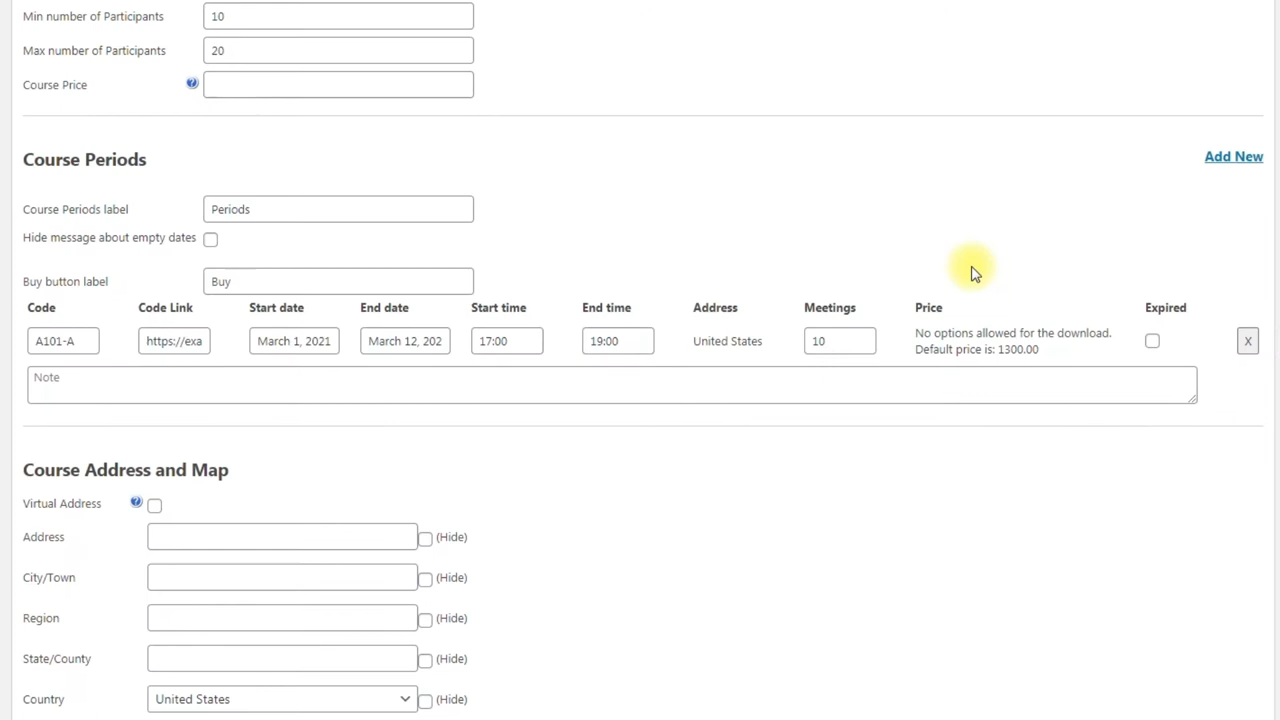 Min number of Participants 10
Max number of Participants 20
Course Price ?
Course Periods Add New
Course Periods label Periods
Hide message about empty dates
Buy button label Buy
Code Code Link Start date End date Start time End time Address Meetings Price Expired
A101-A https://exa March 1, 2021 March 12, 202 17:00 19:00 United States 10 No options allowed for the download. X
Default price is: 1300.00
Note
Course Address and Map
Virtual Address ?
Address (Hide)
City/Town (Hide)
Region (Hide)
State/County (Hide)
Country United States (Hide)